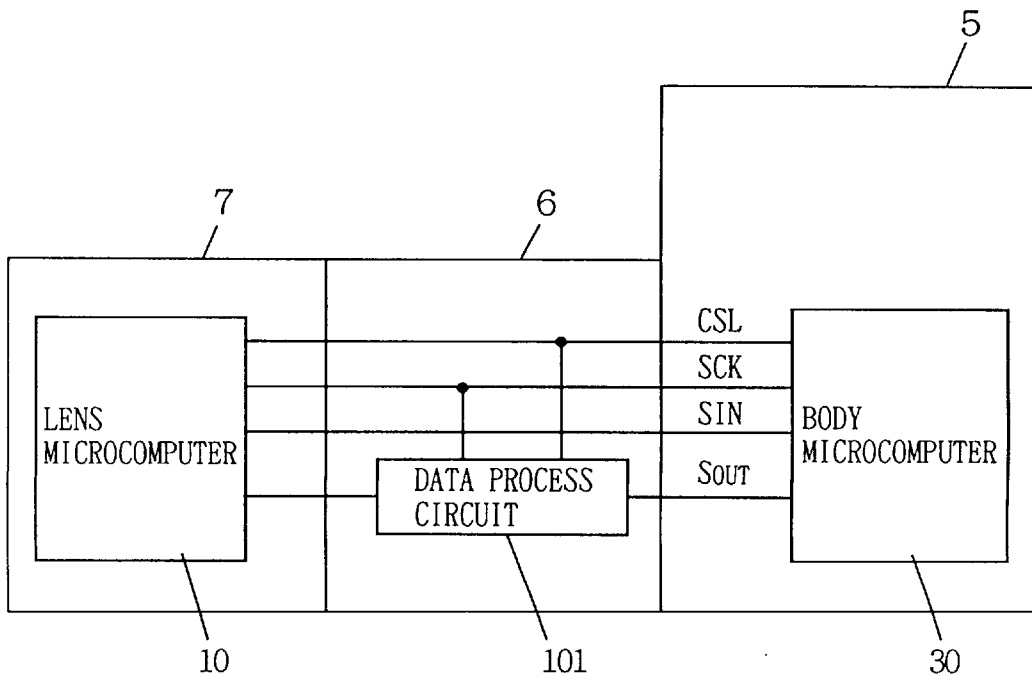 5
7
6
CSL
SCK
SIN
SOUT
LENS
MICROCOMPUTER
DATA PROCESS
CIRCUIT
BODY
MICROCOMPUTER
10
101
30